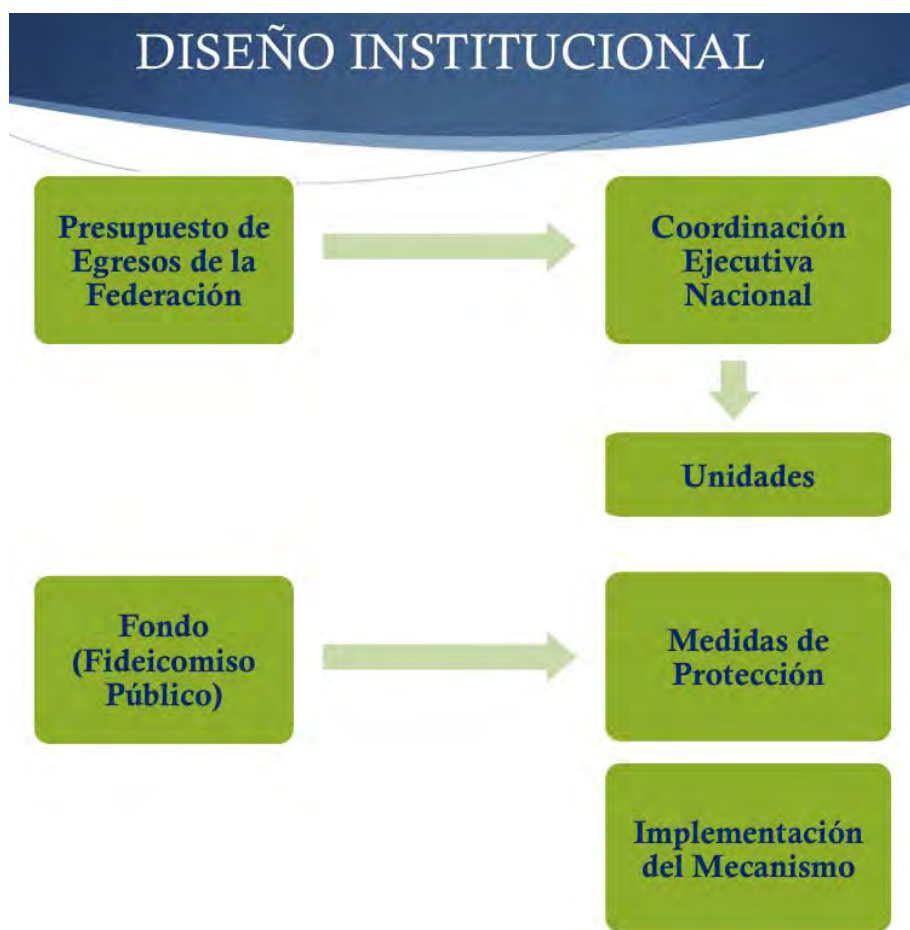 DISEÑO INSTITUCIONAL
Presupuesto de
Egresos de la
Federación
Coordinación
Ejecutiva
Nacional
Unidades
Fondo
(Fideicomiso
Público)
Medidas de
Protección
Implementación
del Mecanismo